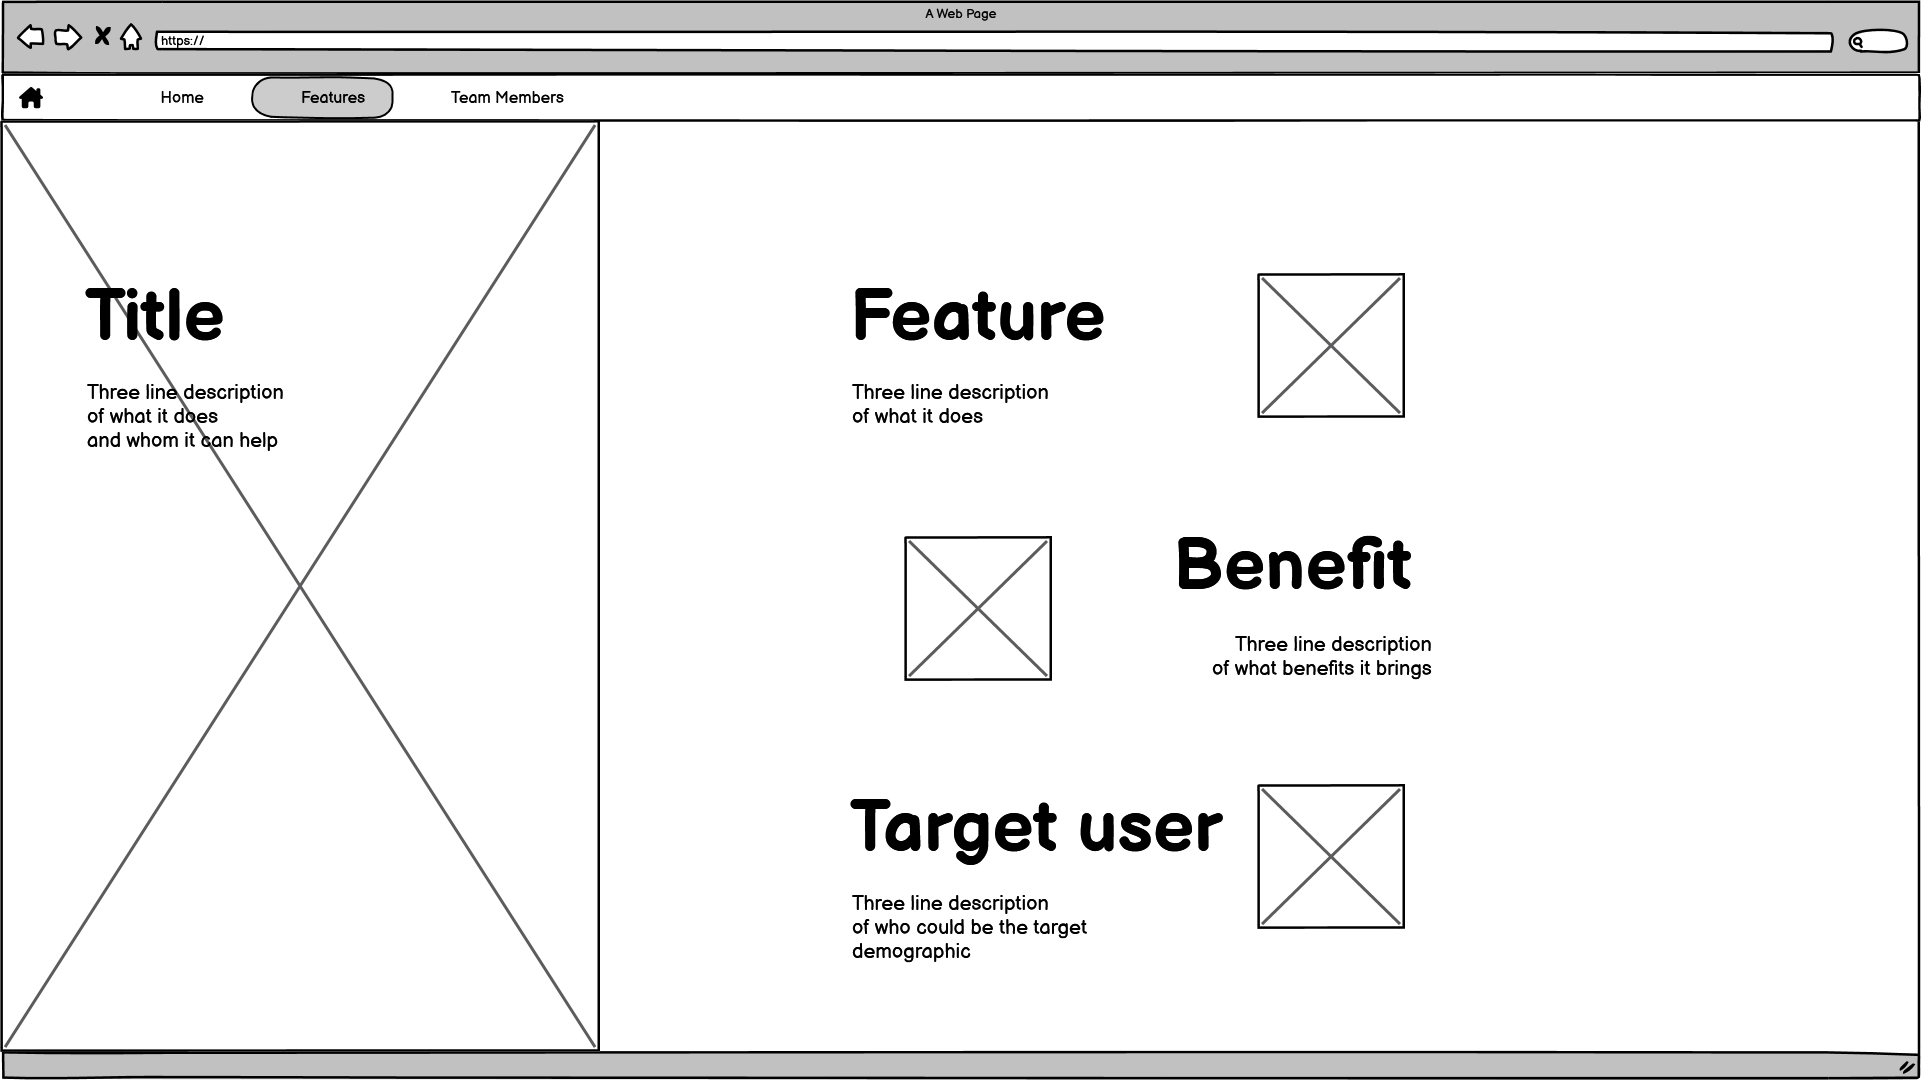 A Web Page
https://
Home
Features
Team Members
Title
Three line description
of what it does
and whom it can help
Feature
Three line description
of what it does
Benefit
Three line description
of what benefits it brings
Target user
Three line description
of who could be the target
demographic